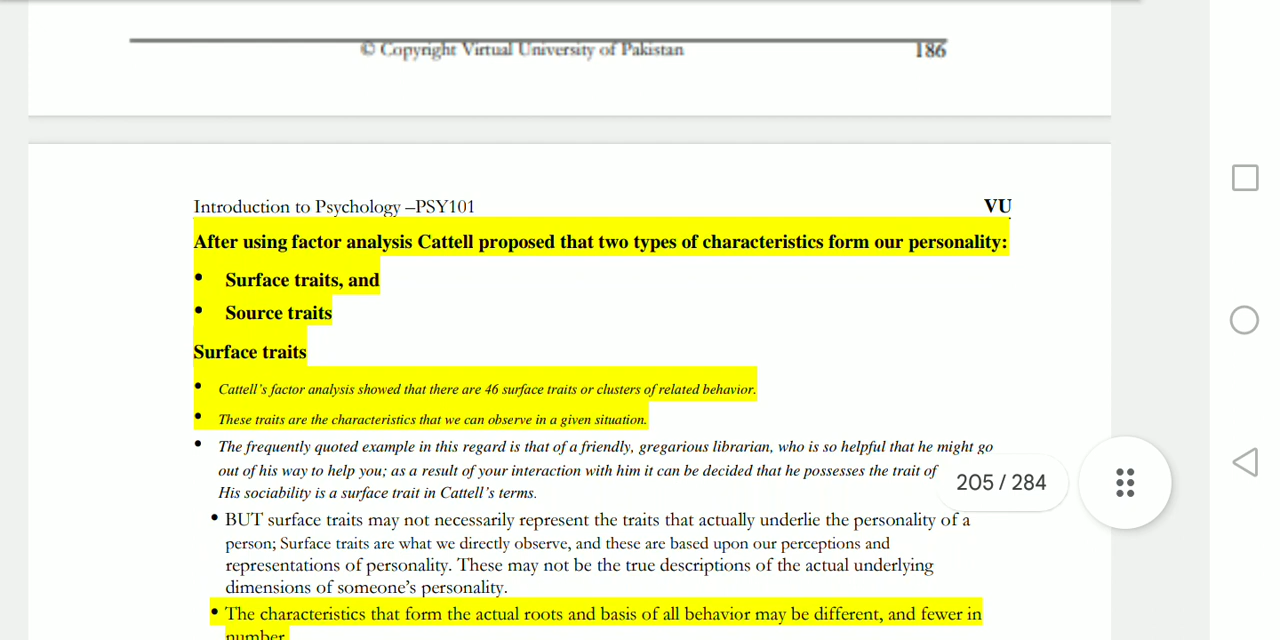 © Copyright Virtual University of Pakistan 186
Introduction to Psychology –PSY101 VU
After using factor analysis Cattell proposed that two types of characteristics form our personality:
• Surface traits, and
• Source traits
Surface traits
• Cattell's factor analysis showed that there are 46 surface traits or clusters of related behavior.
• These traits are the characteristics that we can observe in a given situation.
• The frequently quoted example in this regard is that of a friendly, gregarious librarian, who is so helpful that he might go
out of his way to help you; as a result of your interaction with him it can be decided that he possesses the trait of
205 / 284
His sociability is a surface trait in Cattell's terms.
• BUT surface traits may not necessarily represent the traits that actually underlie the personality of a
person; Surface traits are what we directly observe, and these are based upon our perceptions and
representations of personality. These may not be the true descriptions of the actual underlying
dimensions of someone's personality.
• The characteristics that form the actual roots and basis of all behavior may be different, and fewer in
number.